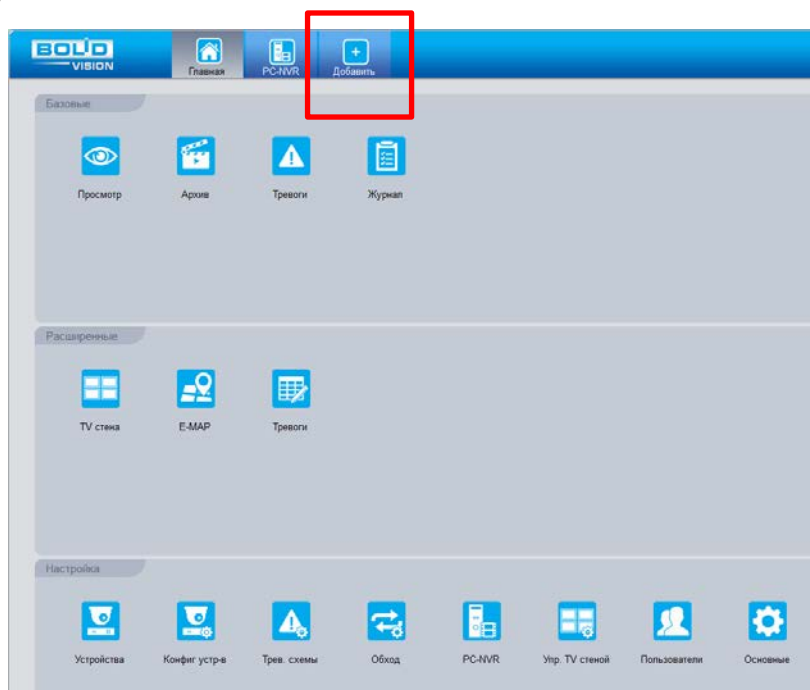 BOLID
VISION
Главная
PC-NVR
Добавить
Базовые
Просмотр
Архив
Тревоги
Журнал
Расширенные
TV стена
E-MAP
Тревоги
Настройка
Устройства
Конфиг устр-в
Трев. схемы
Обход
PC-NVR
Упр. TV стеной
Пользователи
Основные